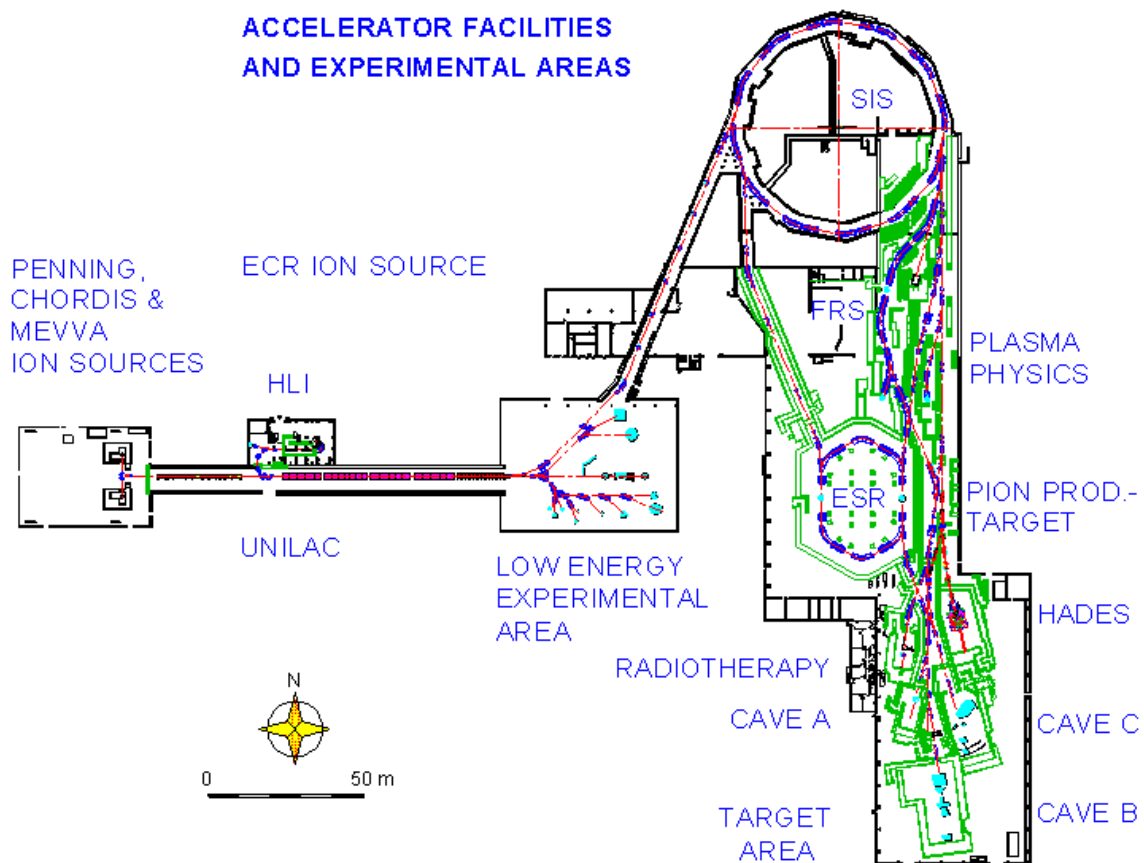 ACCELERATOR FACILITIES
AND EXPERIMENTAL AREAS
SIS
PENNING,
CHORDIS &
MEVVA
ION SOURCES
ECR ION SOURCE
FRS
PLASMA
PHYSICS
HLI
ESR
PION PROD.-
TARGET
UNILAC
LOW ENERGY
EXPERIMENTAL
AREA
HADES
RADIOTHERAPY
N
CAVE A
CAVE C
0 50 m
TARGET
AREA
CAVE B